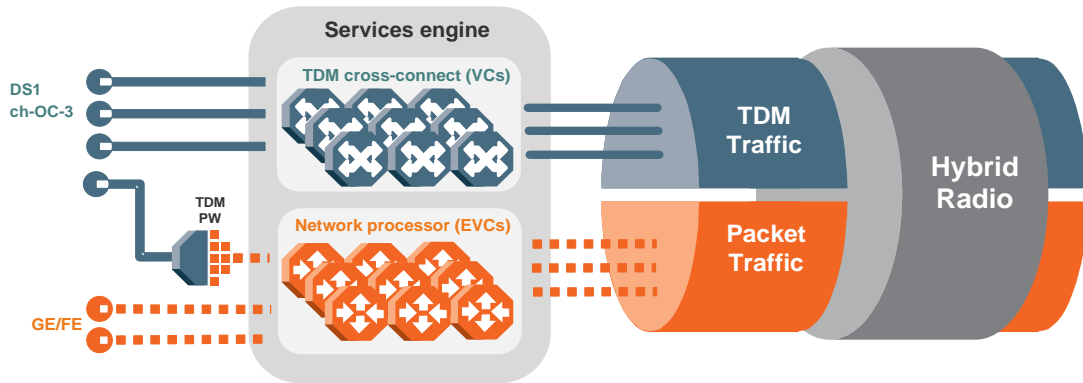 Services engine
TDM cross-connect (VCs)
DS1
ch-OC-3
TDM
PW
Network processor (EVCs)
GE/FE
TDM
Traffic
Packet
Traffic
Hybrid
Radio